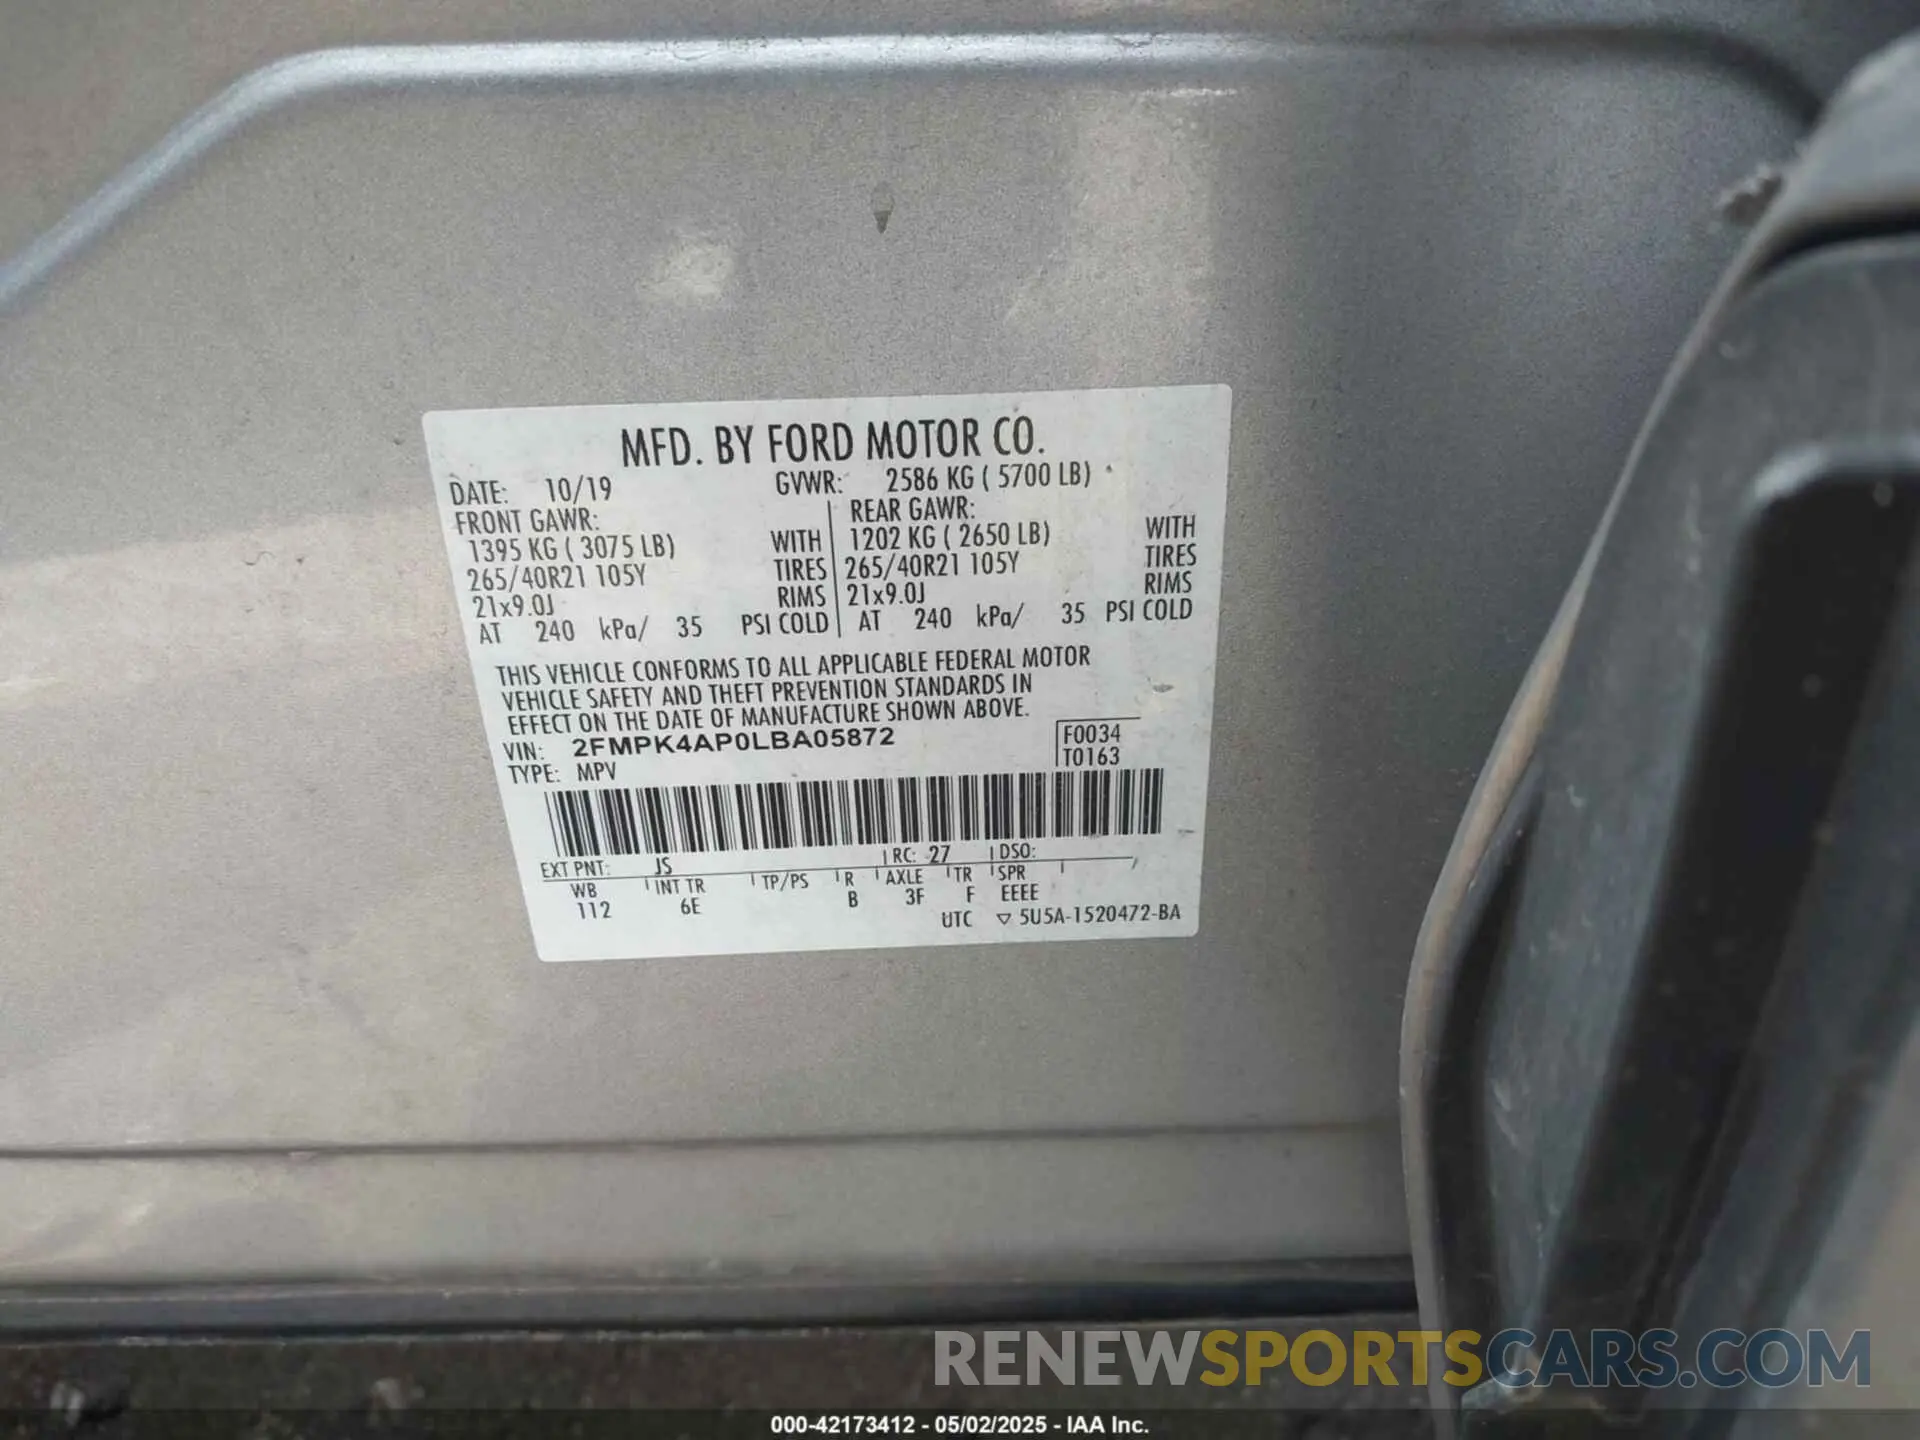 MFD. BY FORD MOTOR CO.
DATE: 10/19 GVWR: 2586 KG ( 5700 LB)
FRONT GAWR: REAR GAWR:
1395 KG ( 3075 LB) WITH 1202 KG ( 2650 LB) WITH
265/40R21 105Y TIRES 265/40R21 105Y TIRES
21x9.0J RIMS 21x9.0J RIMS
AT 240 kPa/ 35 PSI COLD AT 240 kPa/ 35 PSI COLD
THIS VEHICLE CONFORMS TO ALL APPLICABLE FEDERAL MOTOR
VEHICLE SAFETY AND THEFT PREVENTION STANDARDS IN
EFFECT ON THE DATE OF MANUFACTURE SHOWN ABOVE.
VIN: 2FMPK4AP0LBA05872 F0034
TYPE: MPV T0163
EXT PNT: JS RC: 27 DSO:
WB INT TR TP/PS R AXLE TR SPR
112 6E B 3F F EEEE
UTC ▽ 5U5A-1520472-BA
RENEWSPORTSCARS.COM
000-42173412 - 05/02/2025 - IAA Inc.